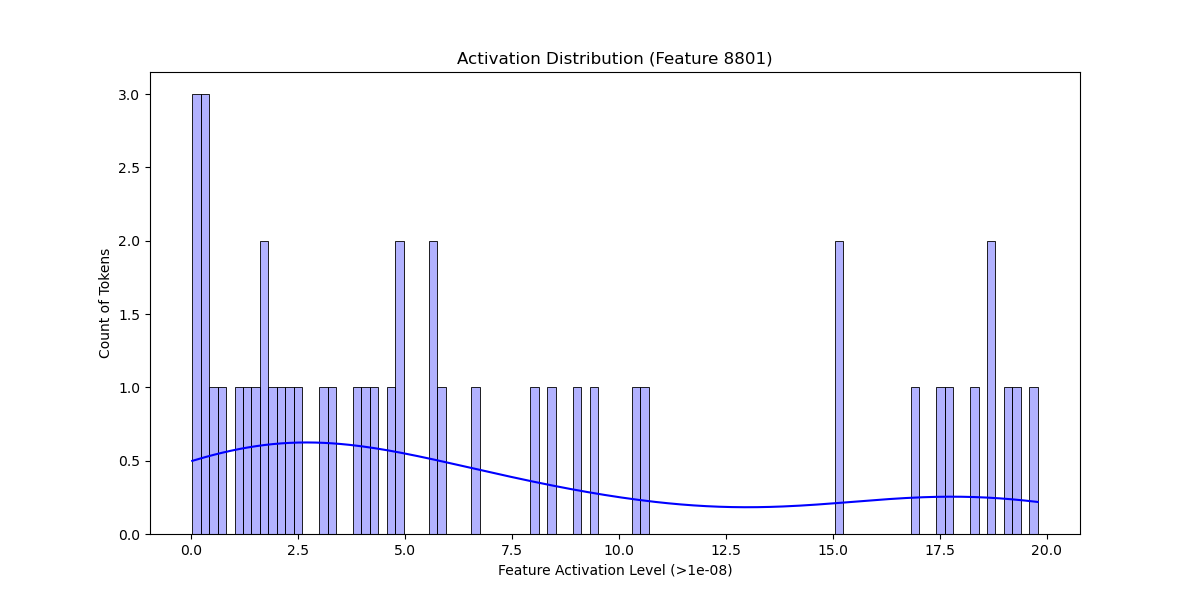 Activation Distribution (Feature 8801)
Count of Tokens
3.0
2.5
2.0
1.5
1.0
0.5
0.0
0.0 2.5 5.0 7.5 10.0 12.5 15.0 17.5 20.0
Feature Activation Level (>1e-08)